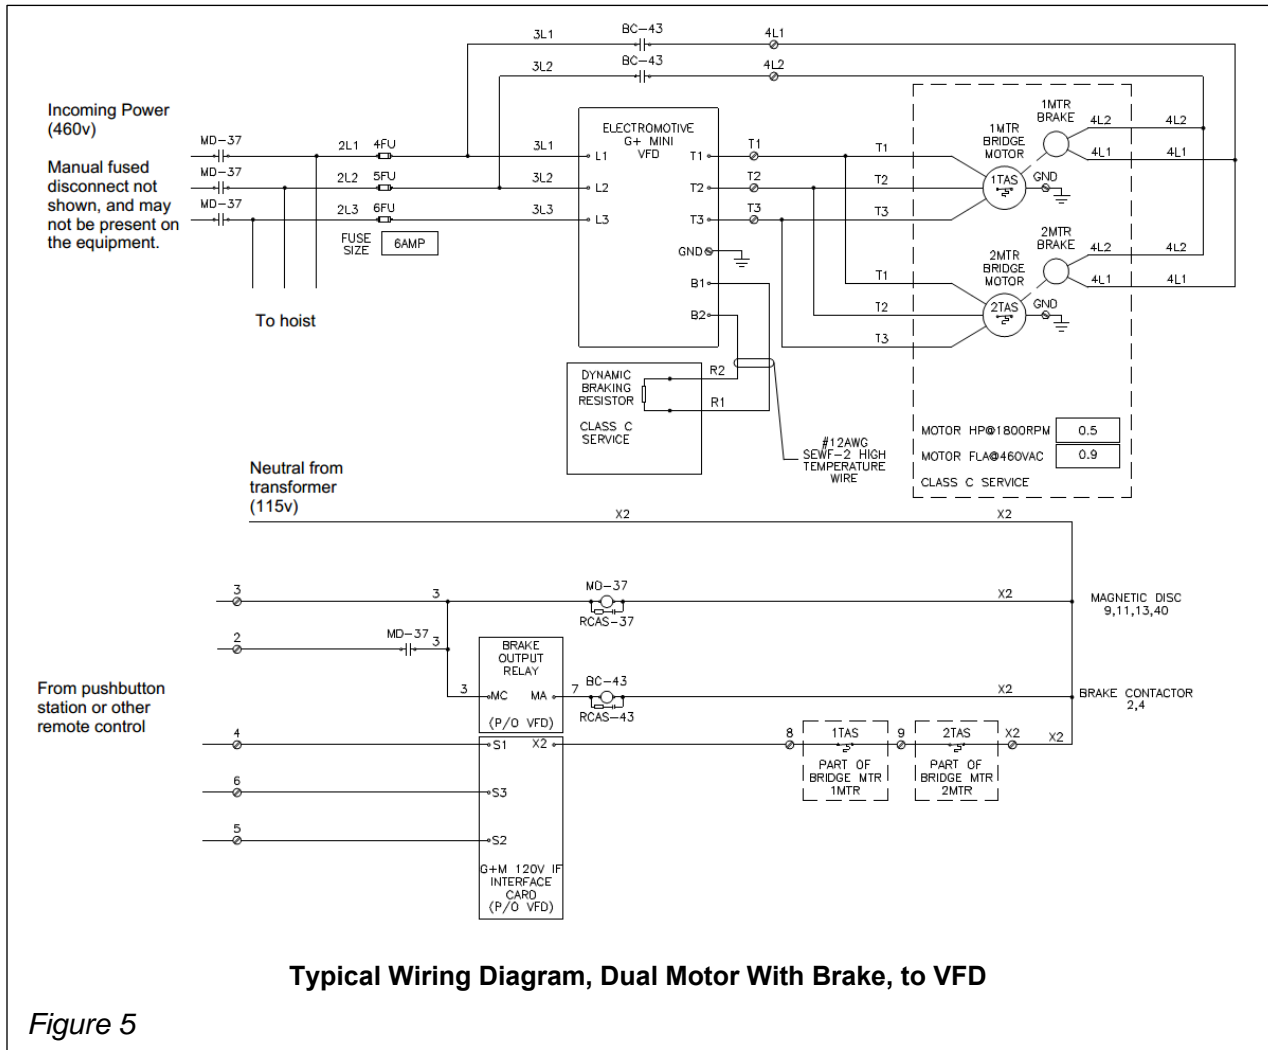 3L1
BC-43
4L1
3L2
BC-43
4L2
Incoming Power
(460v)
Manual fused
disconnect not
shown, and may
not be present on
the equipment.
MD-37
2L1
4FU
3L1
MD-37
2L2
5FU
3L2
MD-37
2L3
6FU
3L3
FUSE
SIZE
6AMP
To hoist
ELECTROMOTIVE
G+ MINI
VFD
L1
T1
L2
T2
L3
T3
GND
B1
B2
T1
T2
T3
T1
T2
T3
T1
T2
T3
1MTR
BRAKE
1MTR
BRIDGE
MOTOR
1TAS
GND
4L2
4L2
4L1
4L1
2MTR
BRAKE
2MTR
BRIDGE
MOTOR
2TAS
GND
4L2
4L2
4L1
4L1
DYNAMIC
BRAKING
RESISTOR
CLASS C
SERVICE
R2
R1
#12AWG
SEWF-2 HIGH
TEMPERATURE
WIRE
MOTOR HP@1800RPM
0.5
MOTOR FLA@460VAC
0.9
CLASS C SERVICE
Neutral from
transformer
(115v)
X2
X2
3
3
MD-37
RCAS-37
X2
MAGNETIC DISC
9,11,13,40
2
MD-37
3
BRAKE
OUTPUT
RELAY
3
MC
MA
(P/O VFD)
7
BC-43
RCAS-43
X2
BRAKE CONTACTOR
2,4
From pushbutton
station or other
remote control
4
S1
X2
8
1TAS
9
2TAS
X2
X2
PART OF
BRIDGE MTR
1MTR
PART OF
BRIDGE MTR
2MTR
6
S3
5
S2
G+M 120V IF
INTERFACE
CARD
(P/O VFD)
Typical Wiring Diagram, Dual Motor With Brake, to VFD
Figure 5